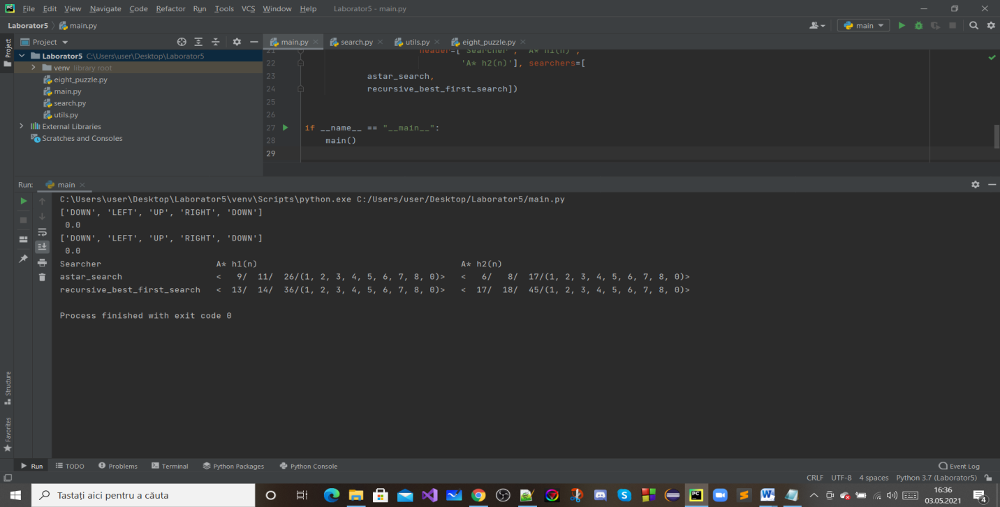 File Edit View Navigate Code Refactor Run Tools VCS Window Help Laborator5 - main.py
Laborator5 main.py main
Project Project main.py search.py utils.py eight_puzzle.py
Laborator5 C:\Users\user\Desktop\Laborator5
venv library root
eight_puzzle.py
main.py
search.py
utils.py
External Libraries
Scratches and Consoles
21 header=['Searcher', 'A* h1(n)',
22 'A* h2(n)'], searchers=[
23 astar_search,
24 recursive_best_first_search])
25
26
27 if __name__ == "__main__":
28 main()
29
Run: main
C:\Users\user\Desktop\Laborator5\venv\Scripts\python.exe C:/Users/user/Desktop/Laborator5/main.py
['DOWN', 'LEFT', 'UP', 'RIGHT', 'DOWN']
0.0
['DOWN', 'LEFT', 'UP', 'RIGHT', 'DOWN']
0.0
Searcher A* h1(n) A* h2(n)
astar_search < 9/ 11/ 26/(1, 2, 3, 4, 5, 6, 7, 8, 0)> < 6/ 8/ 17/(1, 2, 3, 4, 5, 6, 7, 8, 0)>
recursive_best_first_search < 13/ 14/ 36/(1, 2, 3, 4, 5, 6, 7, 8, 0)> < 17/ 18/ 45/(1, 2, 3, 4, 5, 6, 7, 8, 0)>
Process finished with exit code 0
Structure
Favorites
Run TODO Problems Terminal Python Packages Python Console Event Log
CRLF UTF-8 4 spaces Python 3.7 (Laborator5)
Tastați aici pentru a căuta
16:36
03.05.2021
4